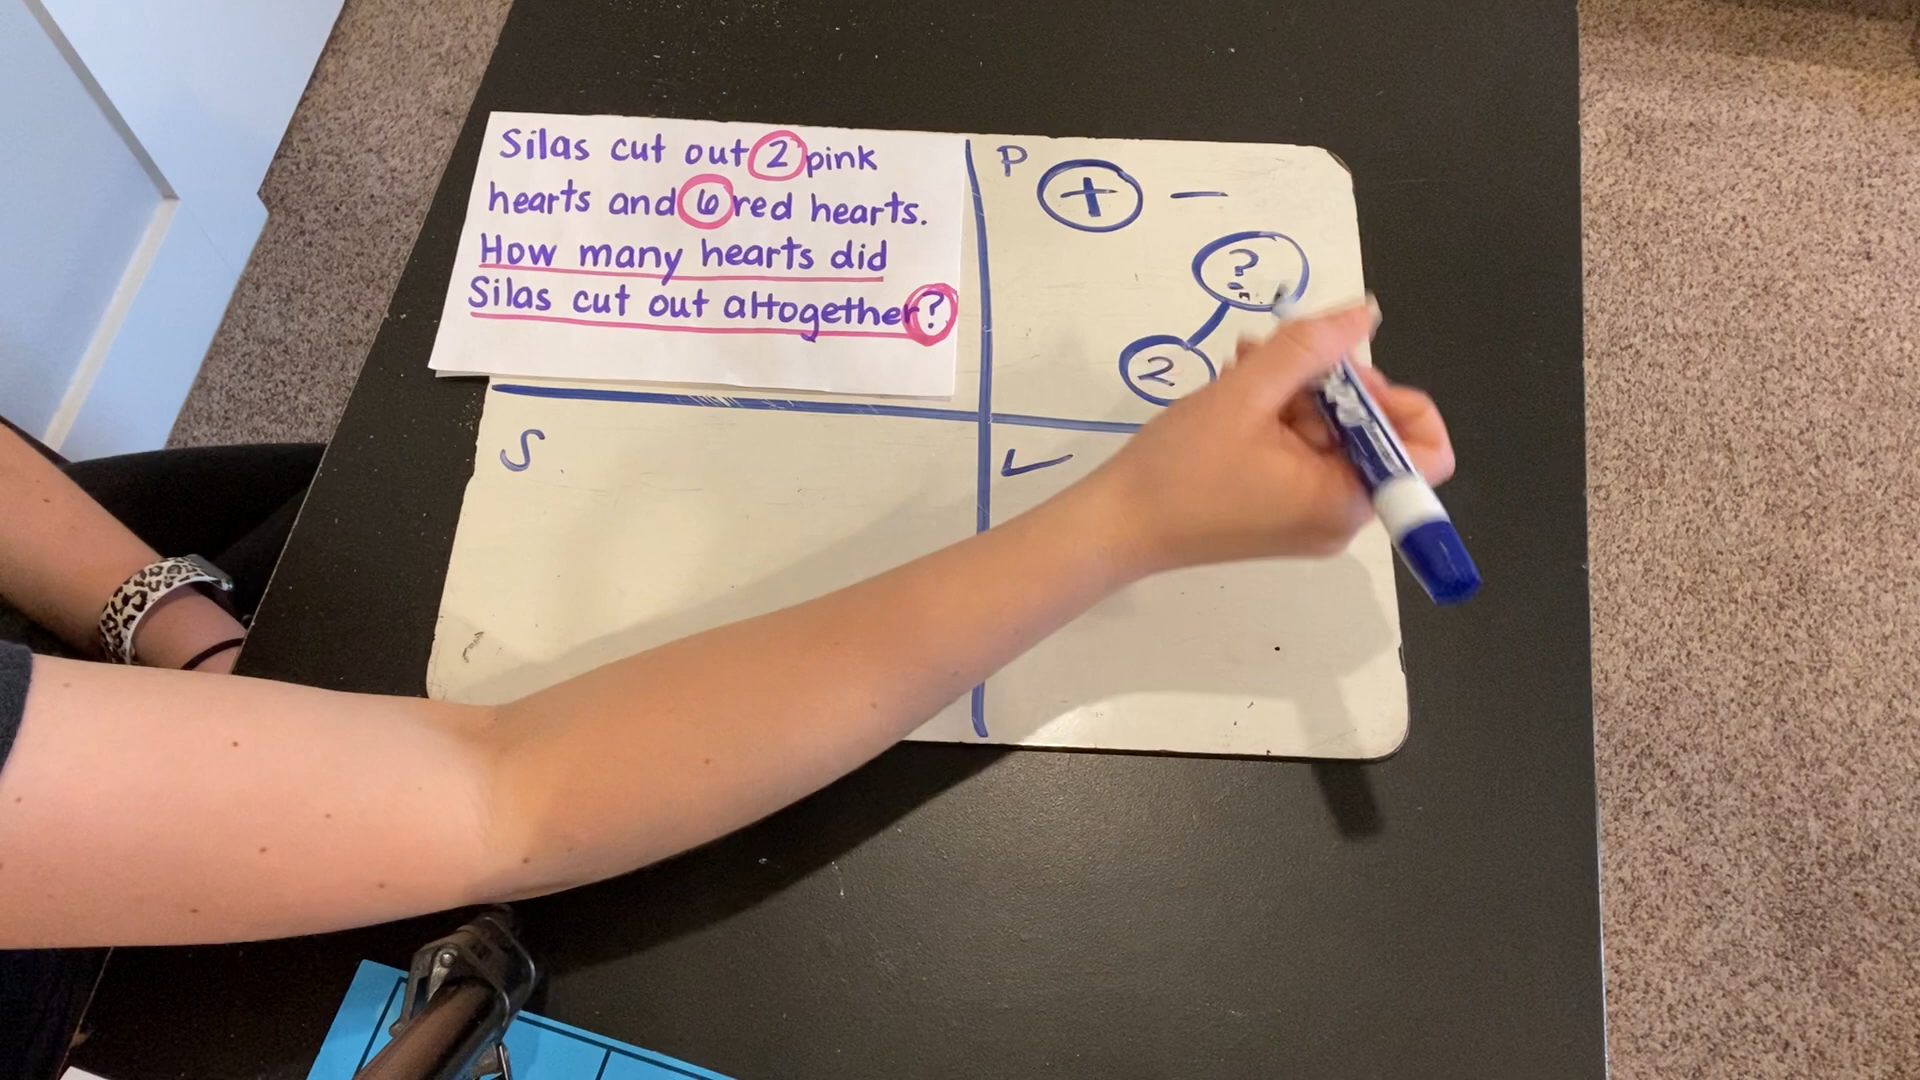 Silas cut out 2 pink
hearts and 6 red hearts.
How many hearts did
Silas cut out altogether?
P
+ -
?
2
S
✓